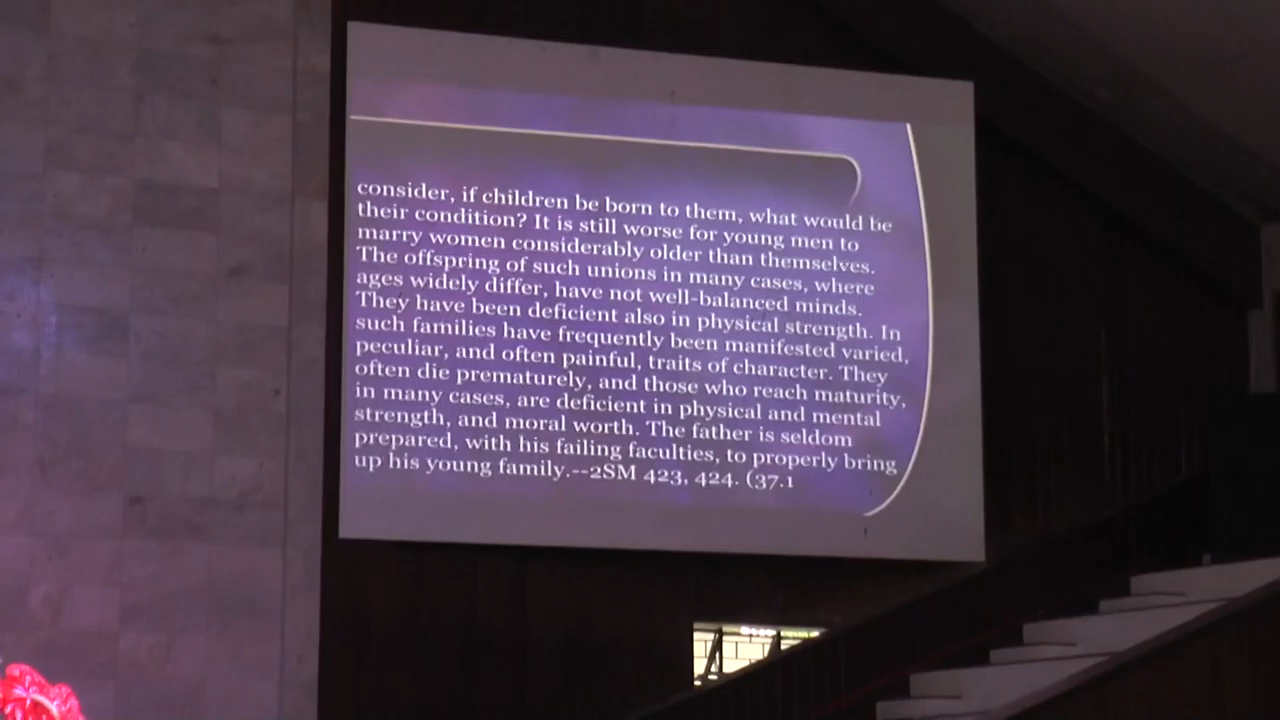 consider, if children be born to them, what would be
their condition? It is still worse for young men to
marry women considerably older than themselves.
The offspring of such unions in many cases, where
ages widely differ, have not well-balanced minds.
They have been deficient also in physical strength. In
such families have frequently been manifested varied,
peculiar, and often painful, traits of character. They
often die prematurely, and those who reach maturity,
in many cases, are deficient in physical and mental
strength, and moral worth. The father is seldom
prepared, with his failing faculties, to properly bring
up his young family.--2SM 423, 424. (37.1